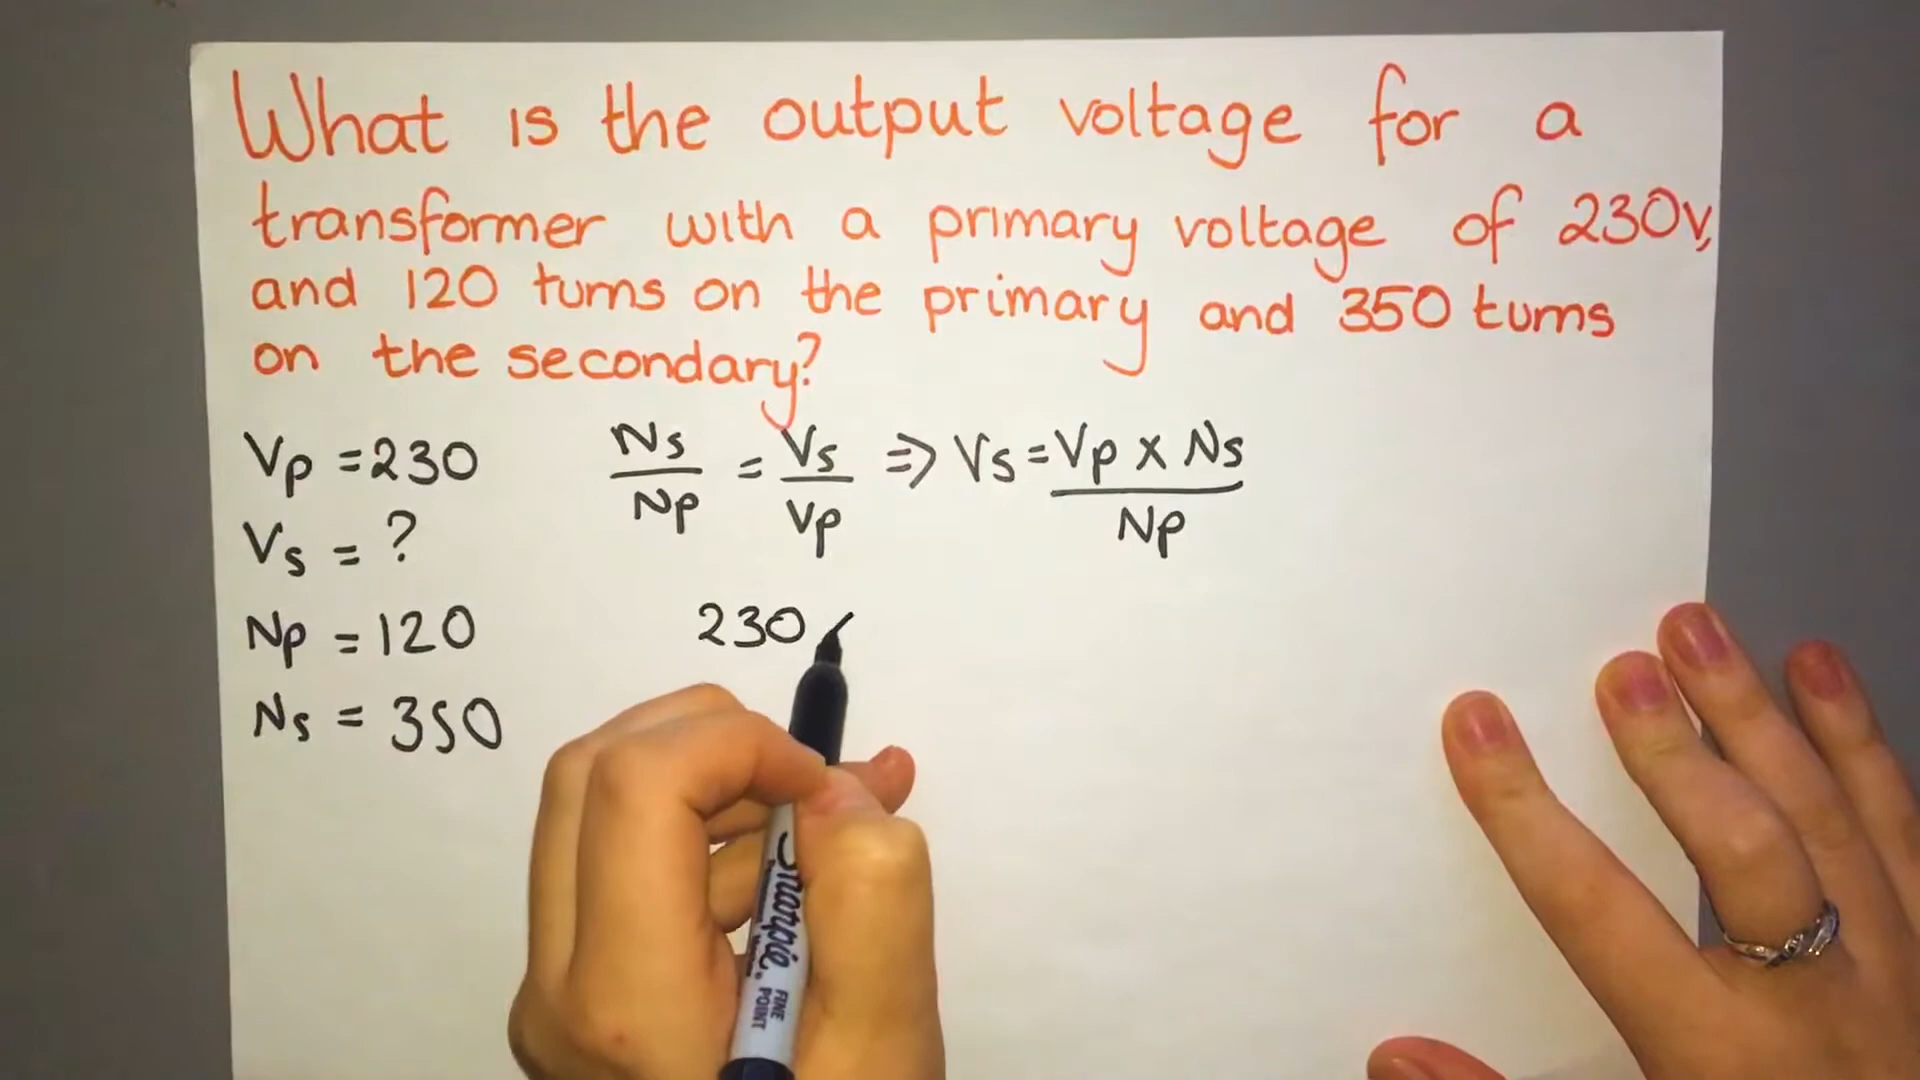 What is the output voltage for a
transformer with a primary voltage of 230v,
and 120 turns on the primary and 350 turns
on the secondary?
Vp = 230
Vs = ?
Np = 120
Ns = 350
Ns/Np = Vs/Vp ⇒ Vs = Vp x Ns/Np
230
Sharpie.
FINE POINT